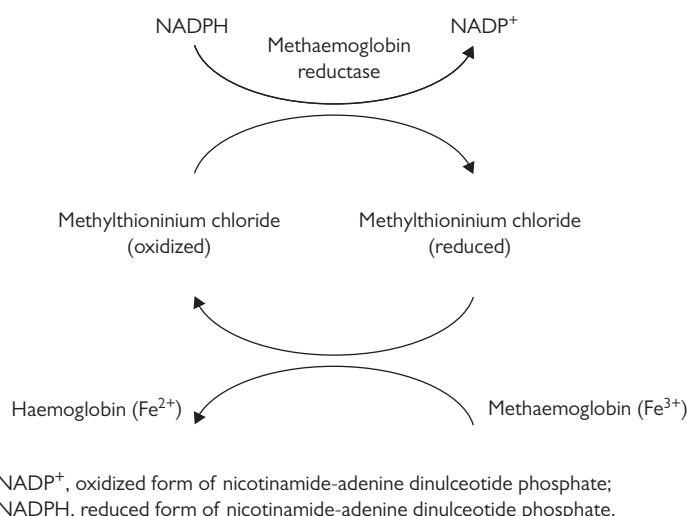 NADPH
NADP⁺
Methaemoglobin
reductase
Methylthioninium chloride
(oxidized)
Methylthioninium chloride
(reduced)
Haemoglobin (Fe²⁺)
Methaemoglobin (Fe³⁺)
NADP⁺, oxidized form of nicotinamide-adenine dinulceotide phosphate;
NADPH, reduced form of nicotinamide-adenine dinulceotide phosphate.